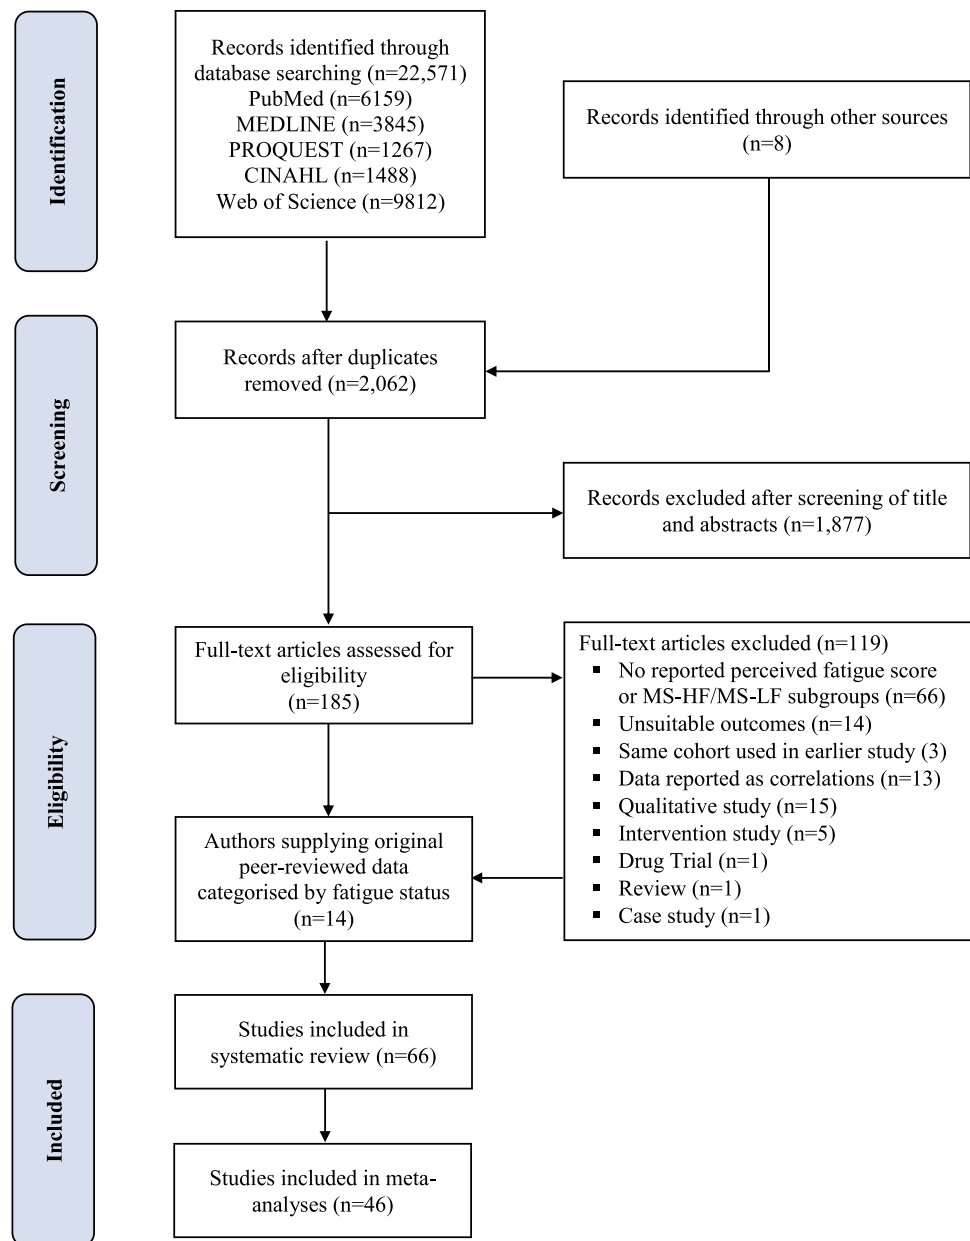 Identification
Records identified through
database searching (n=22,571)
PubMed (n=6159)
MEDLINE (n=3845)
PROQUEST (n=1267)
CINAHL (n=1488)
Web of Science (n=9812)
Records identified through other sources
(n=8)
Screening
Records after duplicates
removed (n=2,062)
Records excluded after screening of title
and abstracts (n=1,877)
Eligibility
Full-text articles assessed for
eligibility
(n=185)
Full-text articles excluded (n=119)
▪ No reported perceived fatigue score
or MS-HF/MS-LF subgroups (n=66)
▪ Unsuitable outcomes (n=14)
▪ Same cohort used in earlier study (3)
▪ Data reported as correlations (n=13)
▪ Qualitative study (n=15)
▪ Intervention study (n=5)
▪ Drug Trial (n=1)
▪ Review (n=1)
▪ Case study (n=1)
Authors supplying original
peer-reviewed data
categorised by fatigue status
(n=14)
Included
Studies included in
systematic review (n=66)
Studies included in meta-
analyses (n=46)